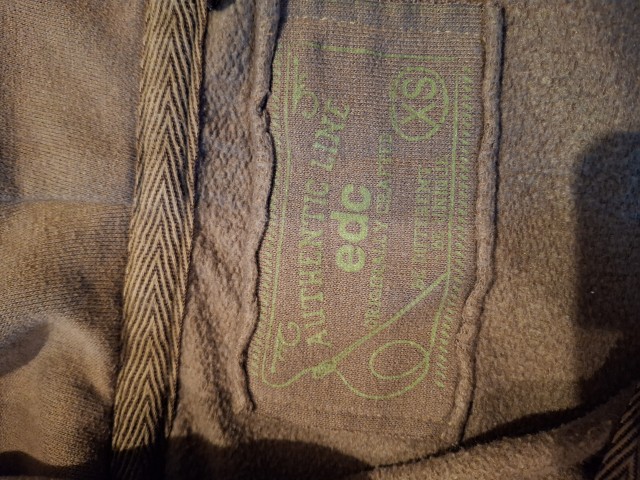 AUTHENTIC LINE
edc
ORIGINALLY CRAFTED
XS